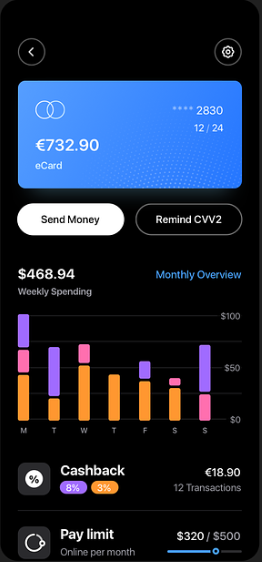 **** 2830
12 / 24
€732.90
eCard
Send Money
Remind CVV2
$468.94
Monthly Overview
Weekly Spending
$100
$50
$0
M T W T F S S
%
Cashback
€18.90
8% 3%
12 Transactions
Pay limit
$320 / $500
Online per month